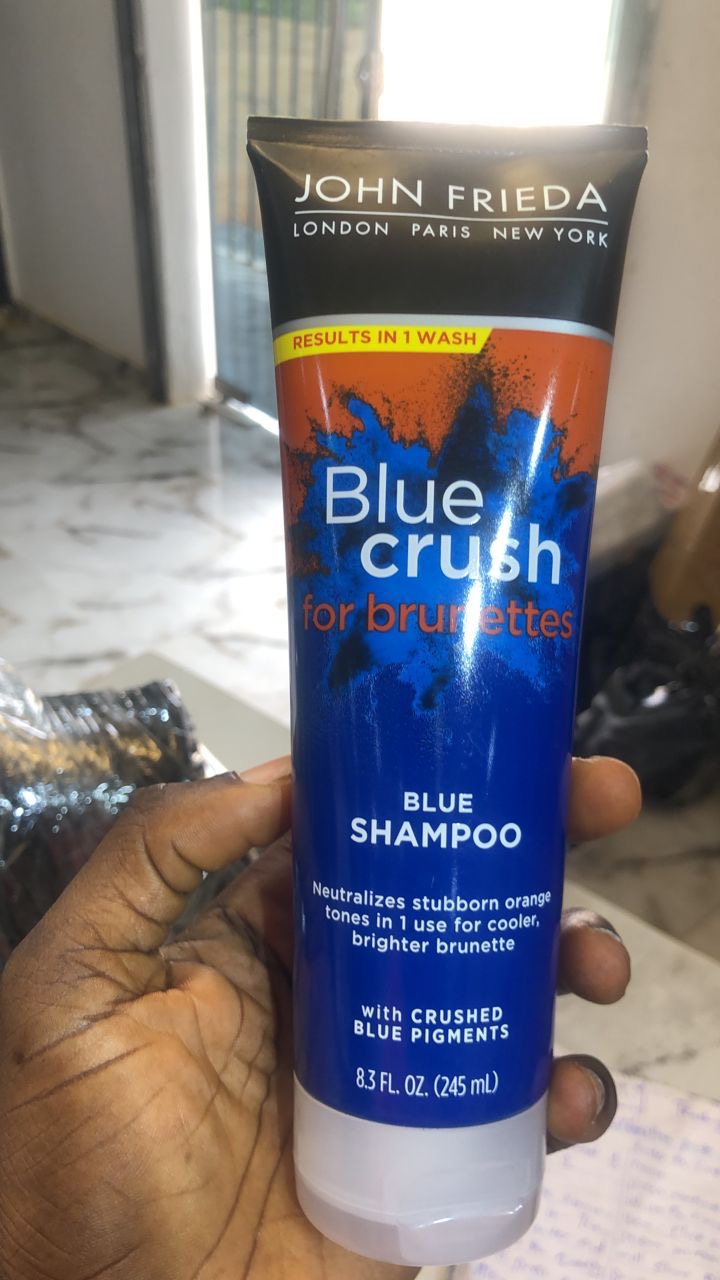 JOHN FRIEDA
LONDON PARIS NEW YORK
RESULTS IN 1 WASH
Blue
crush
for brunettes
BLUE
SHAMPOO
Neutralizes stubborn orange
tones in 1 use for cooler,
brighter brunette
with CRUSHED
BLUE PIGMENTS
8.3 FL. OZ. (245 mL)